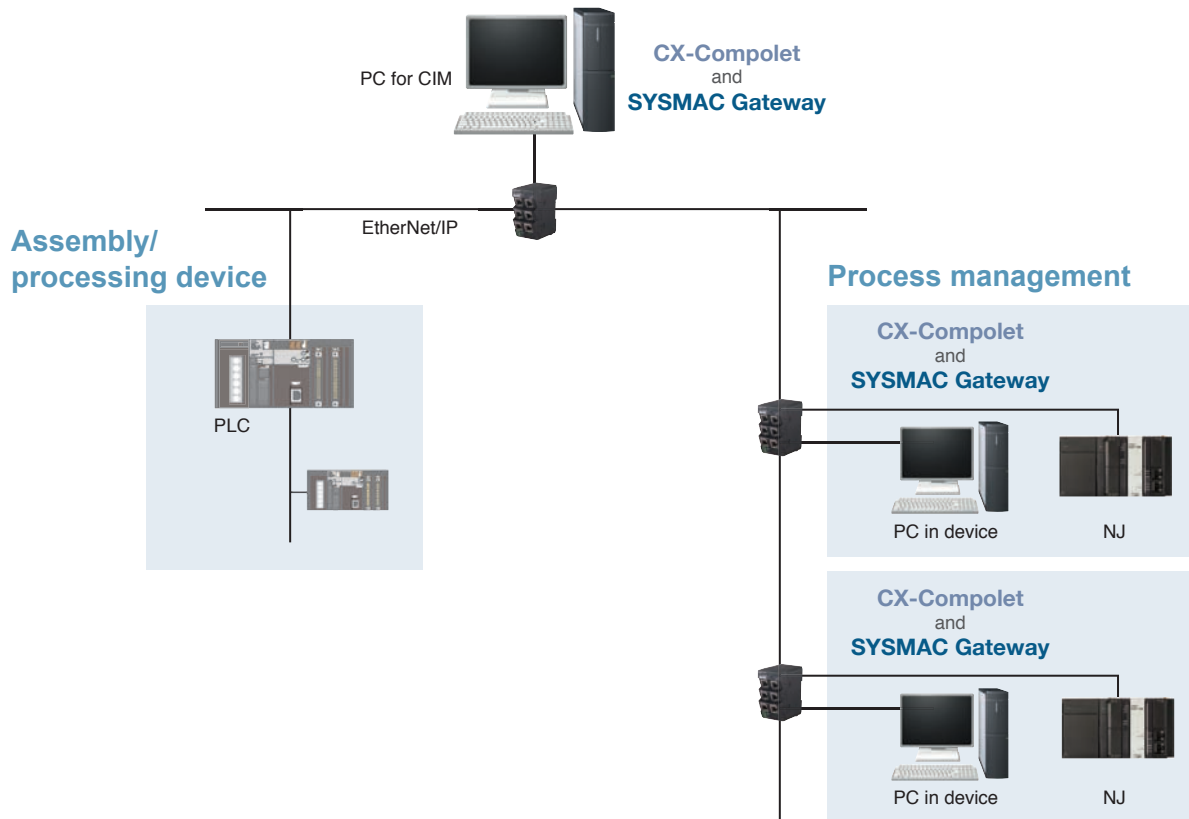 PC for CIM
CX-Compolet
and
SYSMAC Gateway
EtherNet/IP
Assembly/
processing device
PLC
Process management
CX-Compolet
and
SYSMAC Gateway
PC in device
NJ
CX-Compolet
and
SYSMAC Gateway
PC in device
NJ